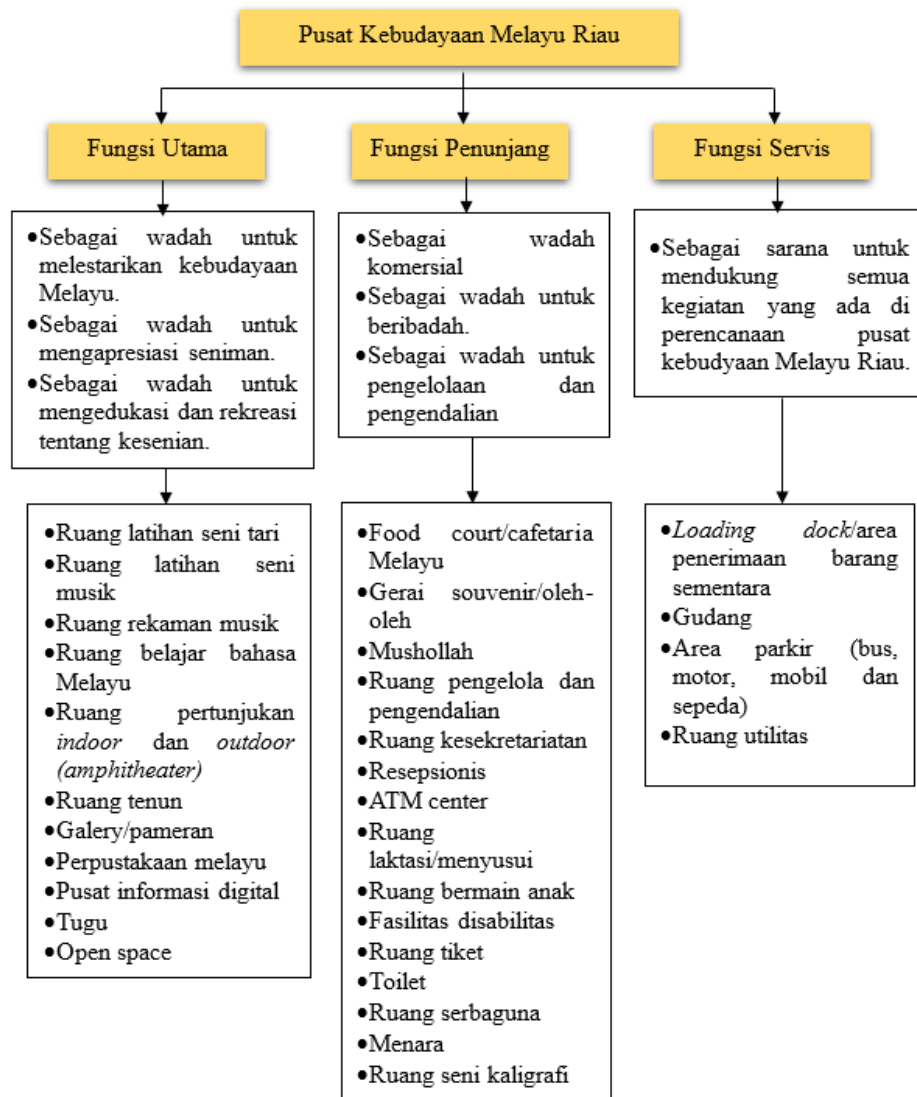 Pusat Kebudayaan Melayu Riau
Fungsi Utama
Fungsi Penunjang
Fungsi Servis
•Sebagai wadah untuk
melestarikan kebudayaan
Melayu.
•Sebagai wadah untuk
mengapresiasi seniman.
•Sebagai wadah untuk
mengedukasi dan rekreasi
tentang kesenian.
•Sebagai wadah
komersial
•Sebagai wadah untuk
beribadah.
•Sebagai wadah untuk
pengelolaan dan
pengendalian
•Sebagai sarana untuk
mendukung semua
kegiatan yang ada di
perencanaan pusat
kebudyaan Melayu Riau.
•Ruang latihan seni tari
•Ruang latihan seni
musik
•Ruang rekaman musik
•Ruang belajar bahasa
Melayu
•Ruang pertunjukan
indoor dan outdoor
(amphitheater)
•Ruang tenun
•Galery/pameran
•Perpustakaan melayu
•Pusat informasi digital
•Tugu
•Open space
•Food court/cafetaria
Melayu
•Gerai souvenir/oleh-
oleh
•Mushollah
•Ruang pengelola dan
pengendalian
•Ruang kesekretariatan
•Resepsionis
•ATM center
•Ruang
laktasi/menyusui
•Ruang bermain anak
•Fasilitas disabilitas
•Ruang tiket
•Toilet
•Ruang serbaguna
•Menara
•Ruang seni kaligrafi
•Loading dock/area
penerimaan barang
sementara
•Gudang
•Area parkir (bus,
motor, mobil dan
sepeda)
•Ruang utilitas